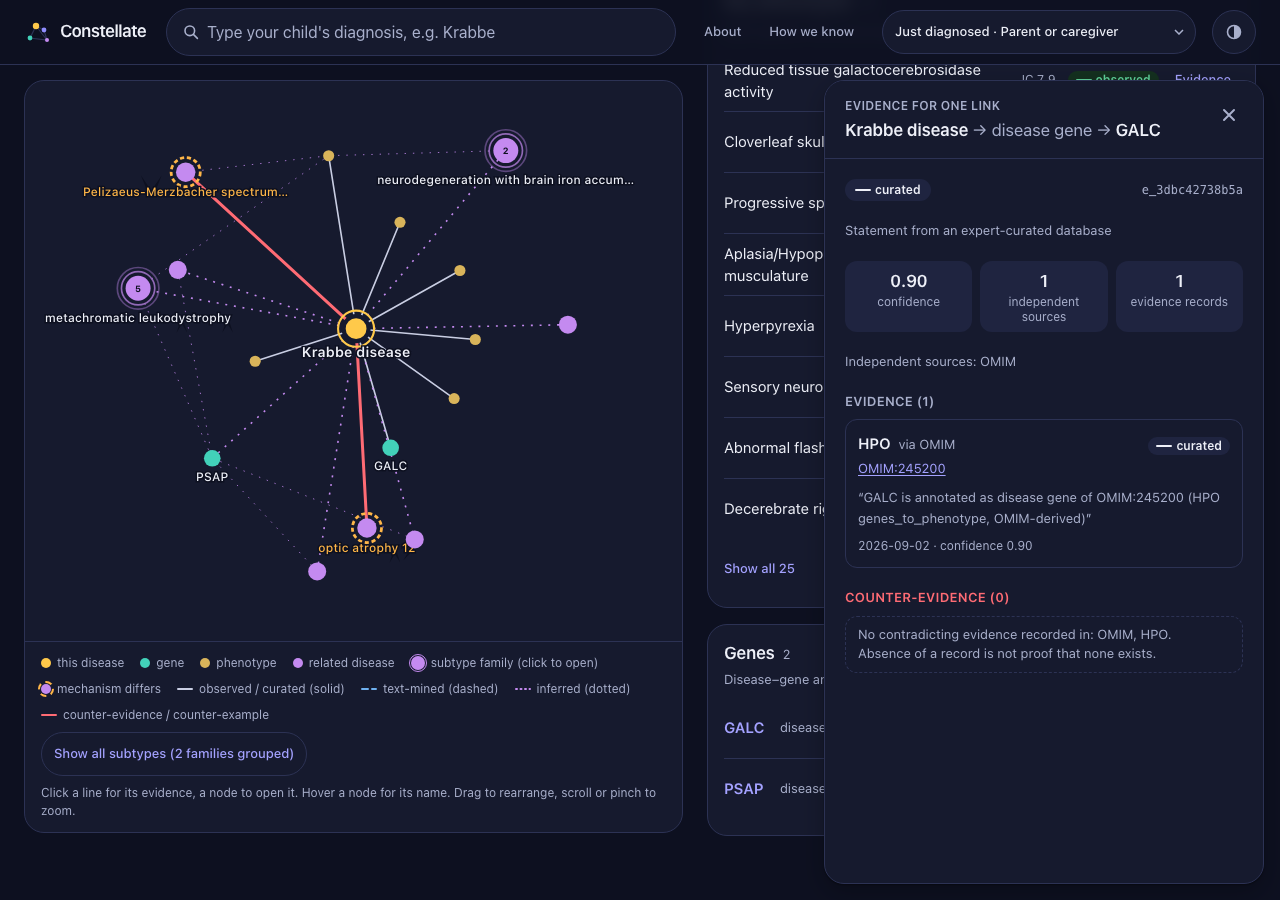 Constellate
Type your child's diagnosis, e.g. Krabbe
About
How we know
Just diagnosed · Parent or caregiver
2
Pelizaeus-Merzbacher spectrum...
neurodegeneration with brain iron accum...
5
metachromatic leukodystrophy
Krabbe disease
GALC
PSAP
optic atrophy 12
this disease
gene
phenotype
related disease
subtype family (click to open)
mechanism differs
observed / curated (solid)
text-mined (dashed)
inferred (dotted)
counter-evidence / counter-example
Show all subtypes (2 families grouped)
Click a line for its evidence, a node to open it. Hover a node for its name. Drag to rearrange, scroll or pinch to
zoom.
Reduced tissue galactocerebrosidase
activity
observed
Evidence
Cloverleaf skul
Progressive sp
Aplasia/Hypop
musculature
Hyperpyrexia
Sensory neuro
Abnormal flash
Decerebrate rig
Show all 25
Genes 2
Disease–gene ar
GALC disease
PSAP disease
EVIDENCE FOR ONE LINK
Krabbe disease → disease gene → GALC
curated
e_3dbc42738b5a
Statement from an expert-curated database
0.90
confidence
1
independent
sources
1
evidence records
Independent sources: OMIM
EVIDENCE (1)
HPO via OMIM
curated
OMIM:245200
“GALC is annotated as disease gene of OMIM:245200 (HPO
genes_to_phenotype, OMIM-derived)”
2026-09-02 · confidence 0.90
COUNTER-EVIDENCE (0)
No contradicting evidence recorded in: OMIM, HPO.
Absence of a record is not proof that none exists.